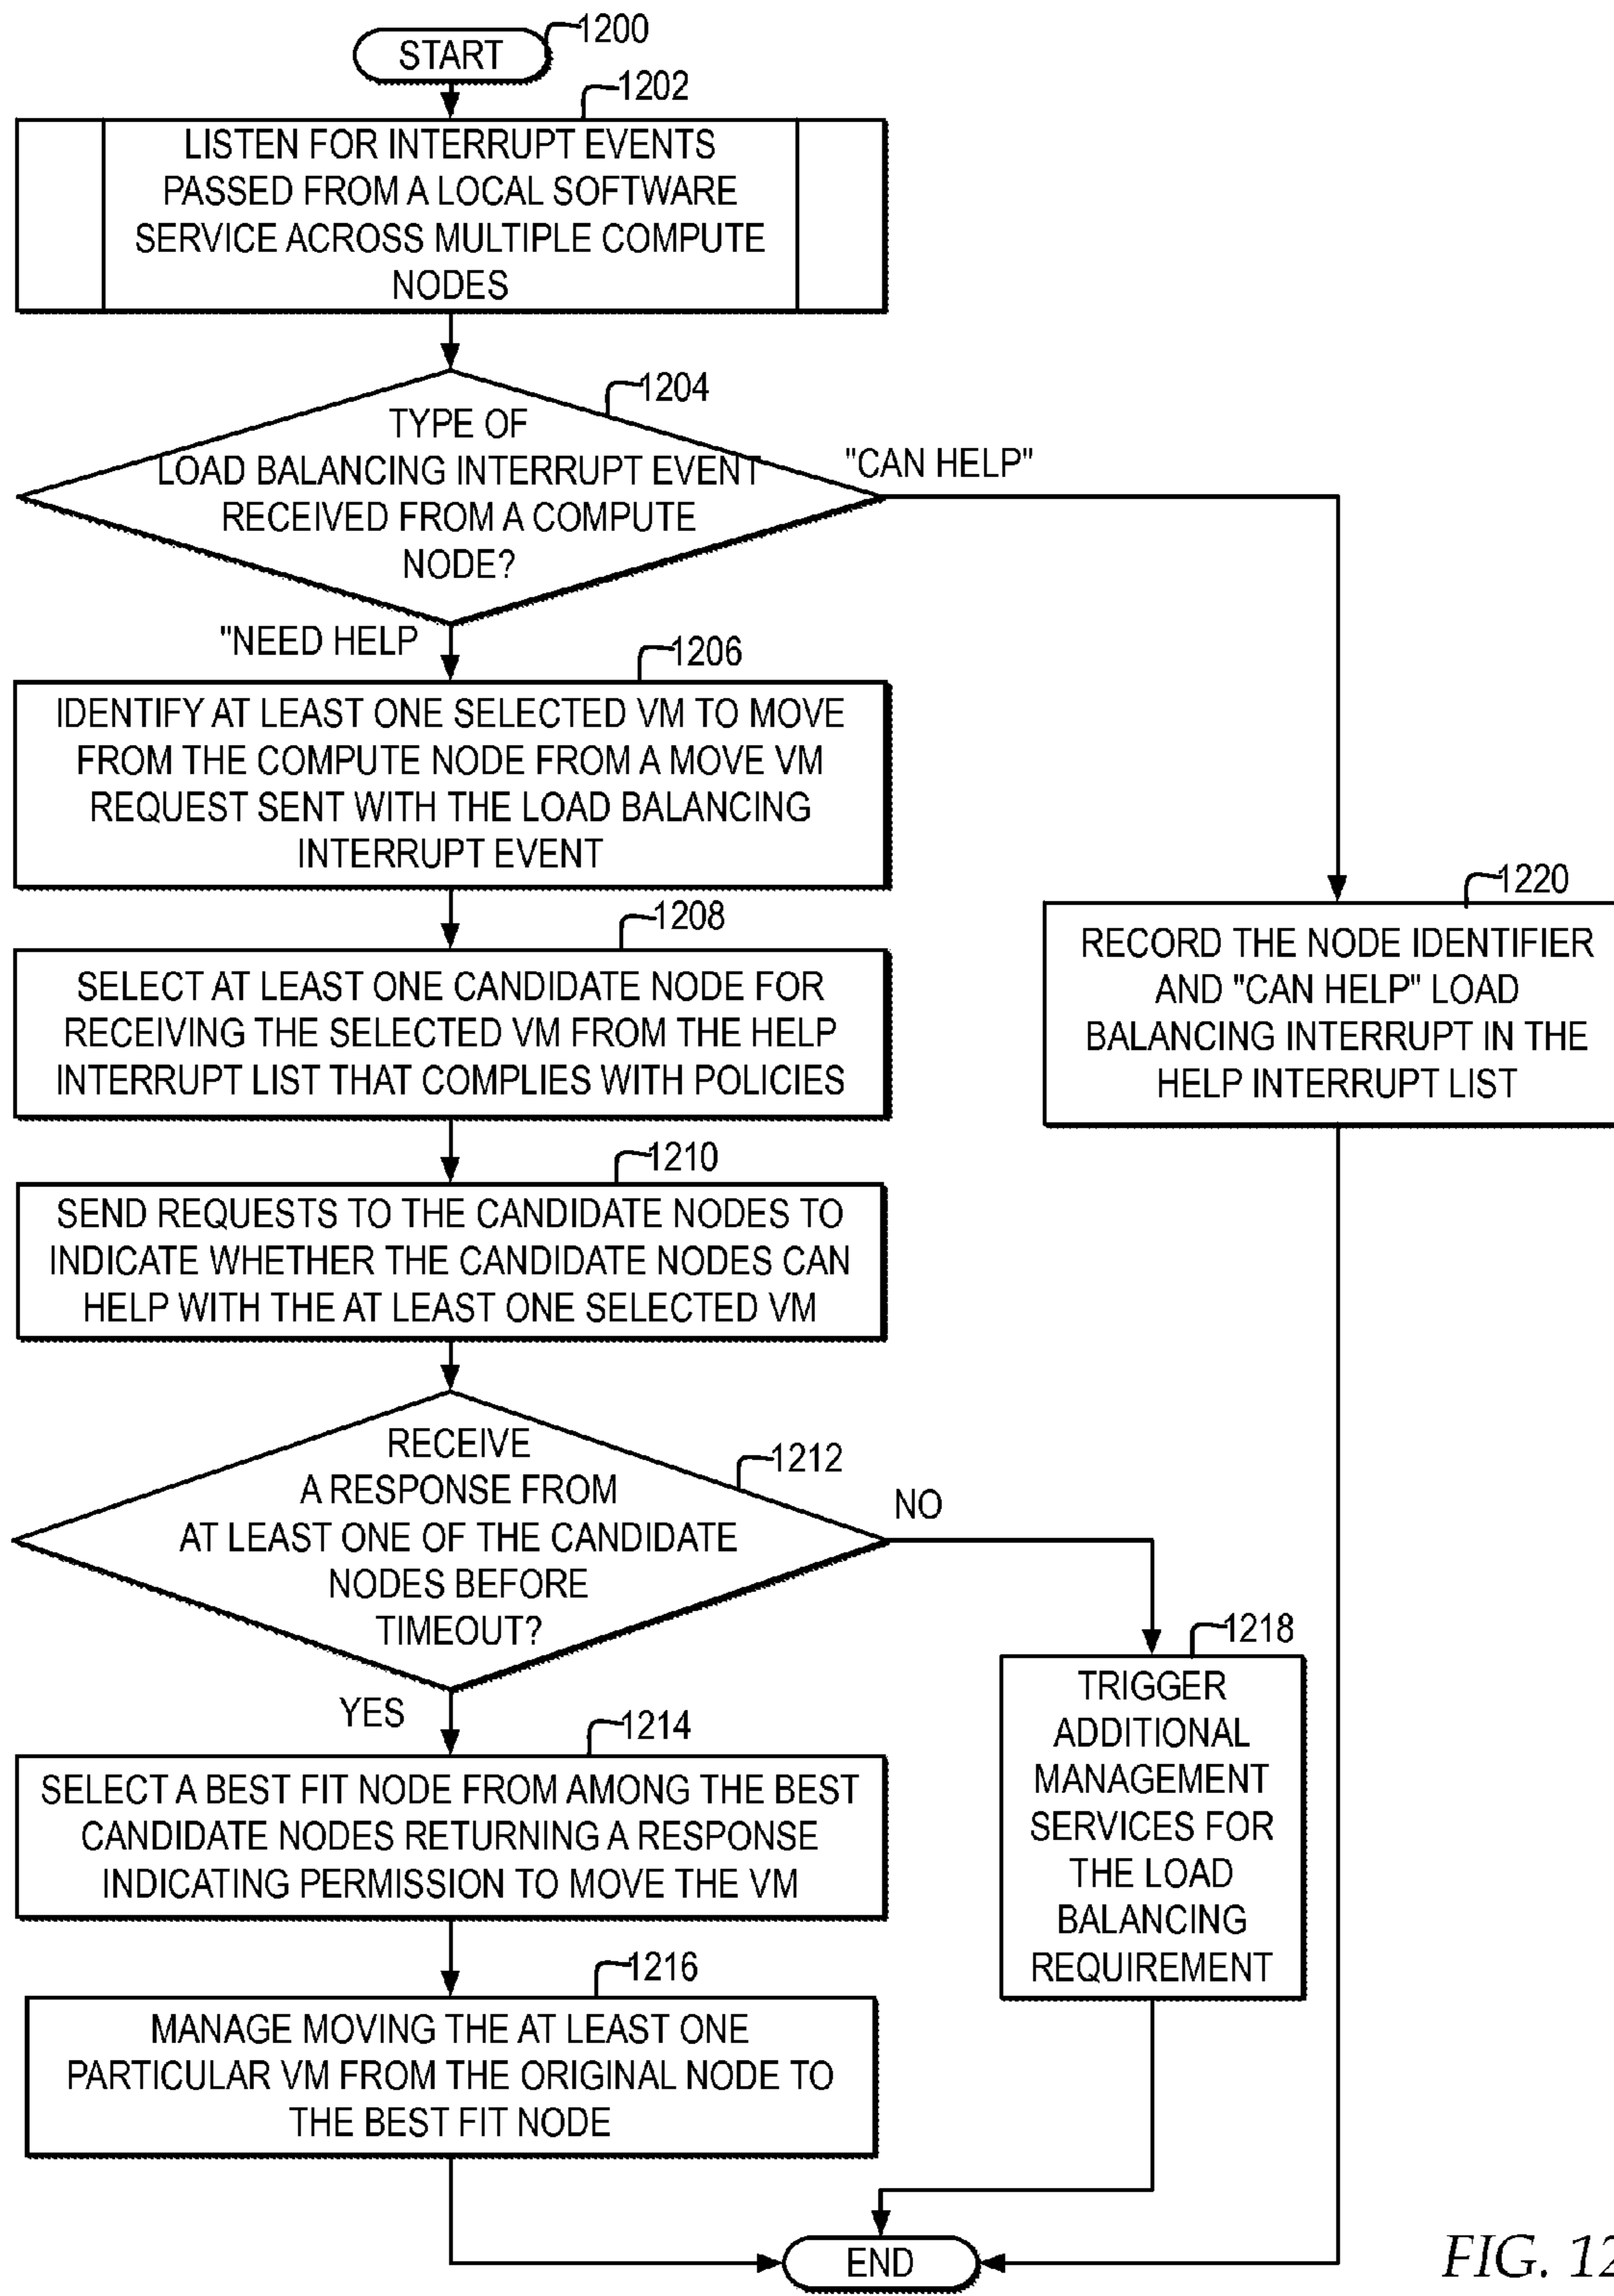 START
1200
1202
LISTEN FOR INTERRUPT EVENTS
PASSED FROM A LOCAL SOFTWARE
SERVICE ACROSS MULTIPLE COMPUTE
NODES
1204
TYPE OF
LOAD BALANCING INTERRUPT EVENT
RECEIVED FROM A COMPUTE
NODE?
"CAN HELP"
"NEED HELP
1206
IDENTIFY AT LEAST ONE SELECTED VM TO MOVE
FROM THE COMPUTE NODE FROM A MOVE VM
REQUEST SENT WITH THE LOAD BALANCING
INTERRUPT EVENT
1208
SELECT AT LEAST ONE CANDIDATE NODE FOR
RECEIVING THE SELECTED VM FROM THE HELP
INTERRUPT LIST THAT COMPLIES WITH POLICIES
1220
RECORD THE NODE IDENTIFIER
AND "CAN HELP" LOAD
BALANCING INTERRUPT IN THE
HELP INTERRUPT LIST
1210
SEND REQUESTS TO THE CANDIDATE NODES TO
INDICATE WHETHER THE CANDIDATE NODES CAN
HELP WITH THE AT LEAST ONE SELECTED VM
1212
RECEIVE
A RESPONSE FROM
AT LEAST ONE OF THE CANDIDATE
NODES BEFORE
TIMEOUT?
NO
YES
1214
SELECT A BEST FIT NODE FROM AMONG THE BEST
CANDIDATE NODES RETURNING A RESPONSE
INDICATING PERMISSION TO MOVE THE VM
1218
TRIGGER
ADDITIONAL
MANAGEMENT
SERVICES FOR
THE LOAD
BALANCING
REQUIREMENT
1216
MANAGE MOVING THE AT LEAST ONE
PARTICULAR VM FROM THE ORIGINAL NODE TO
THE BEST FIT NODE
END
FIG. 12